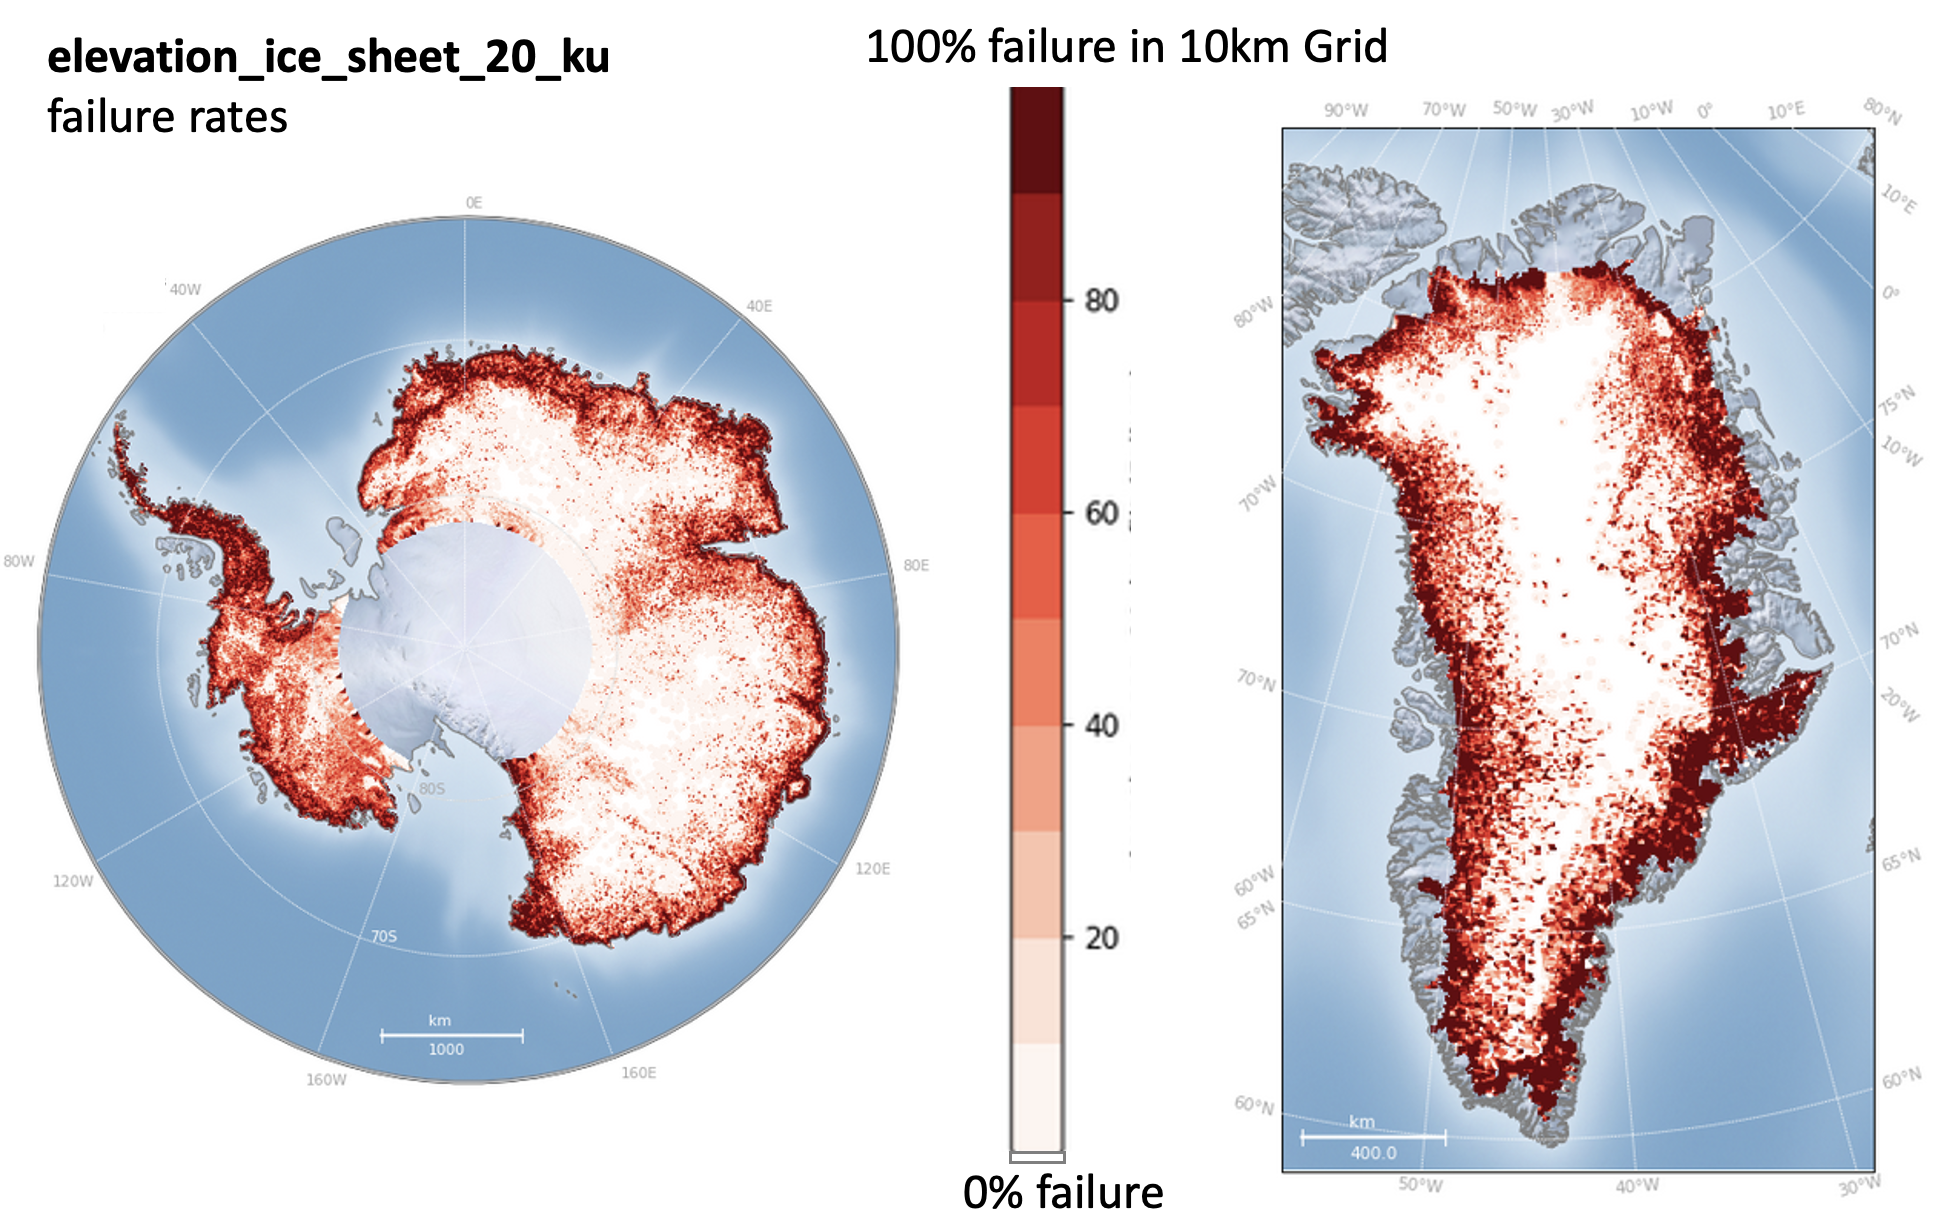 elevation_ice_sheet_20_ku
failure rates
100% failure in 10km Grid
80
60
40
20
0% failure
0E
40W
40E
80W
80E
120W
120E
160W
160E
80S
70S
km
1000
90°W
70°W
50°W
30°W
10°W
0°
10°E
80°N
10°E
0°
75°N
10°W
70°N
20°W
65°N
60°N
80°W
70°W
70°N
60°W
65°N
60°N
km
400.0
50°W
40°W
30°W